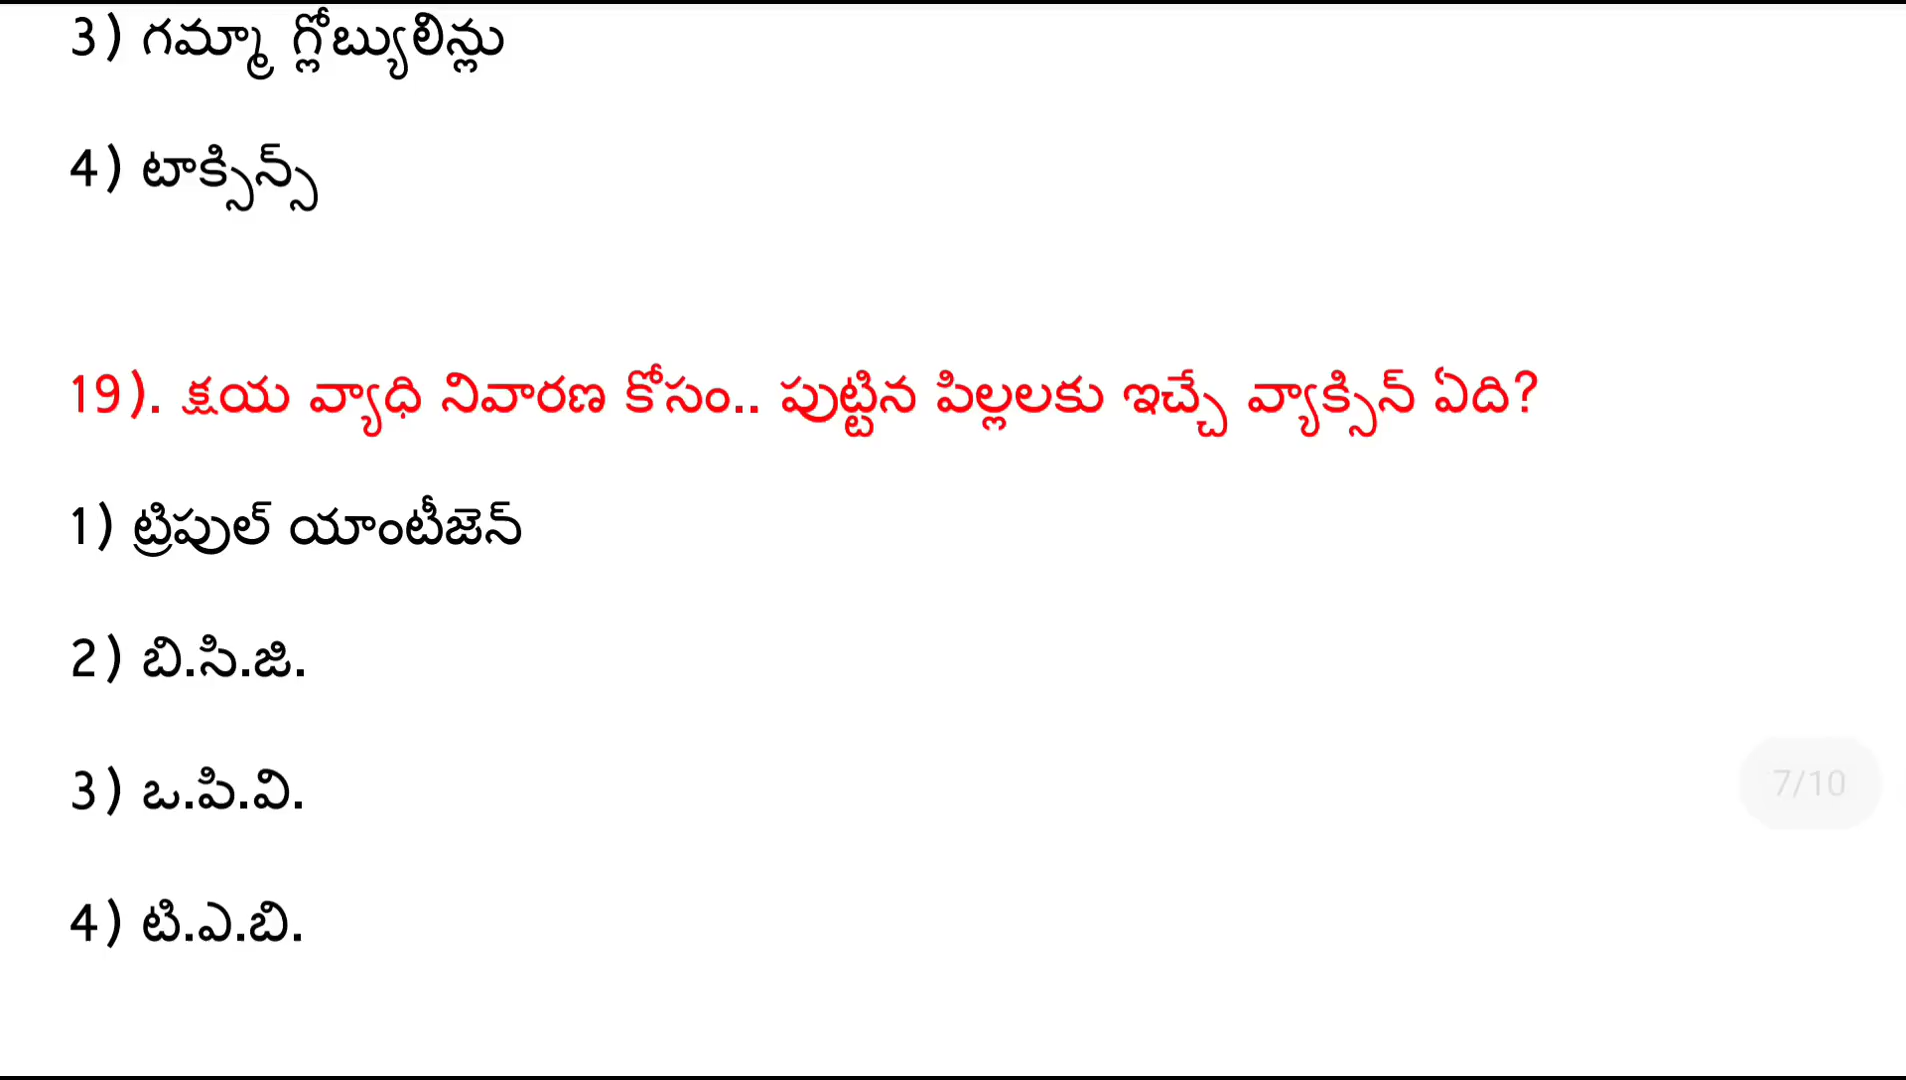 3) గమ్మా గ్లోబ్యులిన్లు
4) టాక్సిన్స్
19). క్షయ వ్యాధి నివారణ కోసం.. పుట్టిన పిల్లలకు ఇచ్చే వ్యాక్సిన్ ఏది?
1) ట్రిపుల్ యాంటీజెన్
2) బి.సి.జి.
3) ఒ.పి.వి.
7/10
4) టి.ఎ.బి.